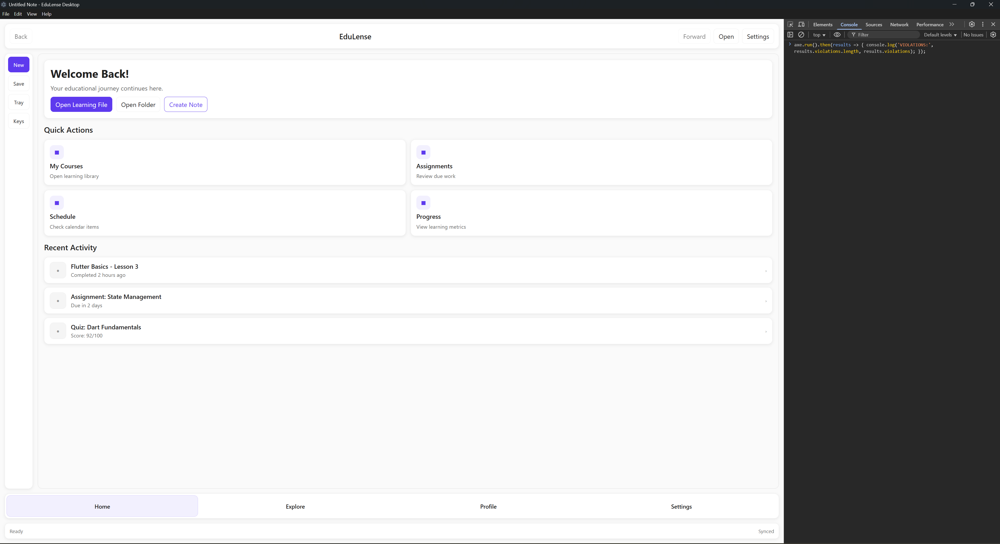 Untitled Note - EduLense Desktop
File Edit View Help
Back
EduLense
Forward Open Settings
New
Save
Tray
Keys
Welcome Back!
Your educational journey continues here.
Open Learning File Open Folder Create Note
Quick Actions
My Courses
Open learning library
Assignments
Review due work
Schedule
Check calendar items
Progress
View learning metrics
Recent Activity
Flutter Basics - Lesson 3
Completed 2 hours ago
Assignment: State Management
Due in 2 days
Quiz: Dart Fundamentals
Score: 92/100
Home Explore Profile Settings
Ready Synced
Elements Console Sources Network Performance
top Filter Default levels No Issues
axe.run().then(results => { console.log('VIOLATIONS:',
results.violations.length, results.violations); });